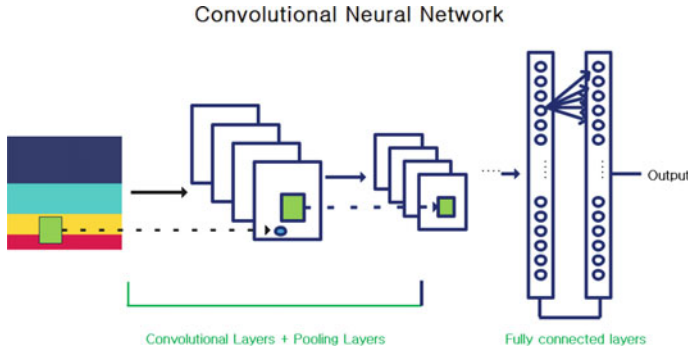 Convolutional Neural Network
Output
Convolutional Layers + Pooling Layers
Fully connected layers